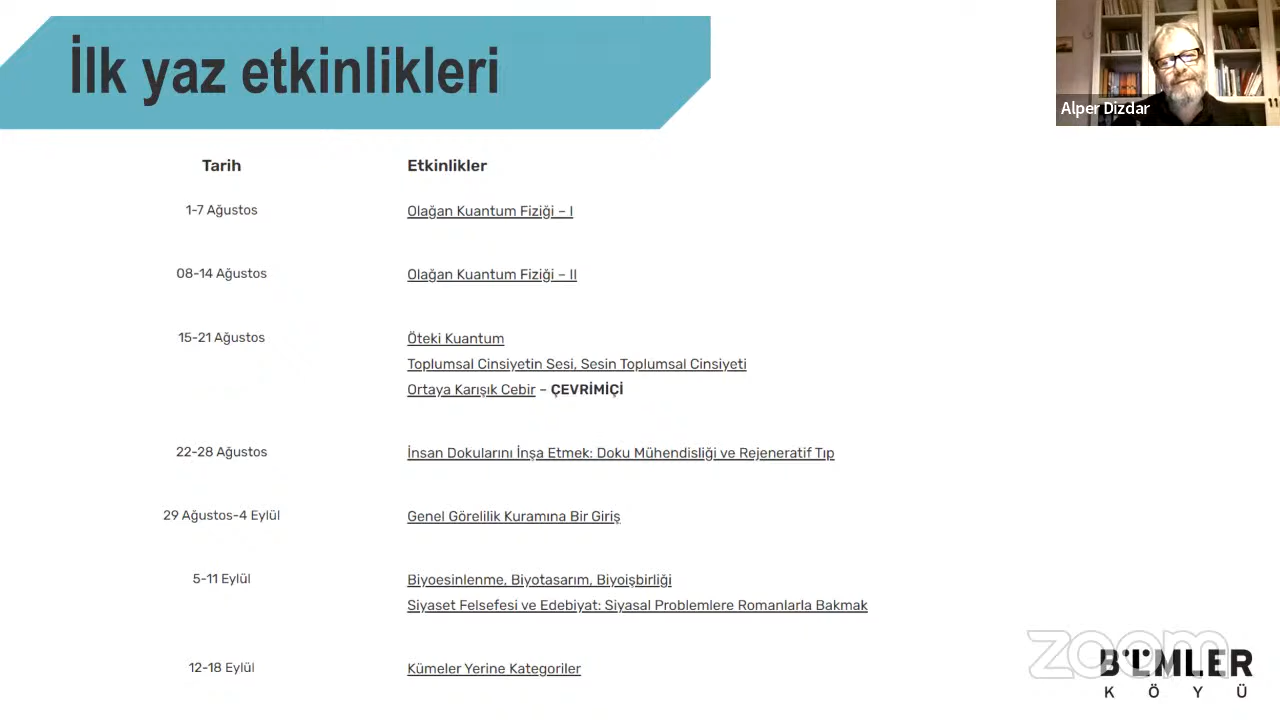 İlk yaz etkinlikleri
Alper Dizdar
Tarih Etkinlikler
1-7 Ağustos Olağan Kuantum Fiziği – I
08-14 Ağustos Olağan Kuantum Fiziği – II
15-21 Ağustos Öteki Kuantum
Toplumsal Cinsiyetin Sesi, Sesin Toplumsal Cinsiyeti
Ortaya Karışık Cebir – ÇEVRİMİÇİ
22-28 Ağustos İnsan Dokularını İnşa Etmek: Doku Mühendisliği ve Rejeneratif Tıp
29 Ağustos-4 Eylül Genel Görelilik Kuramına Bir Giriş
5-11 Eylül Biyoesinlenme, Biyotasarım, Biyoişbirliği
Siyaset Felsefesi ve Edebiyat: Siyasal Problemlere Romanlarla Bakmak
12-18 Eylül Kümeler Yerine Kategoriler
zoom
BİLİMLER
KÖYÜ